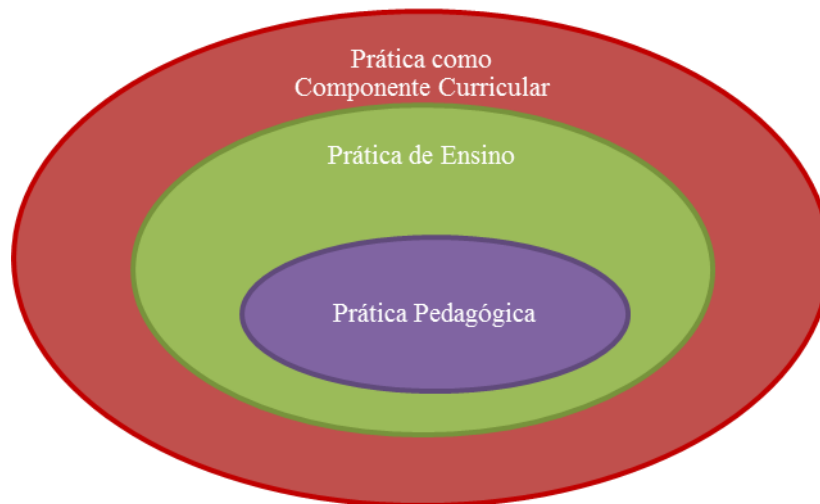 Prática como
Componente Curricular
Prática de Ensino
Prática Pedagógica